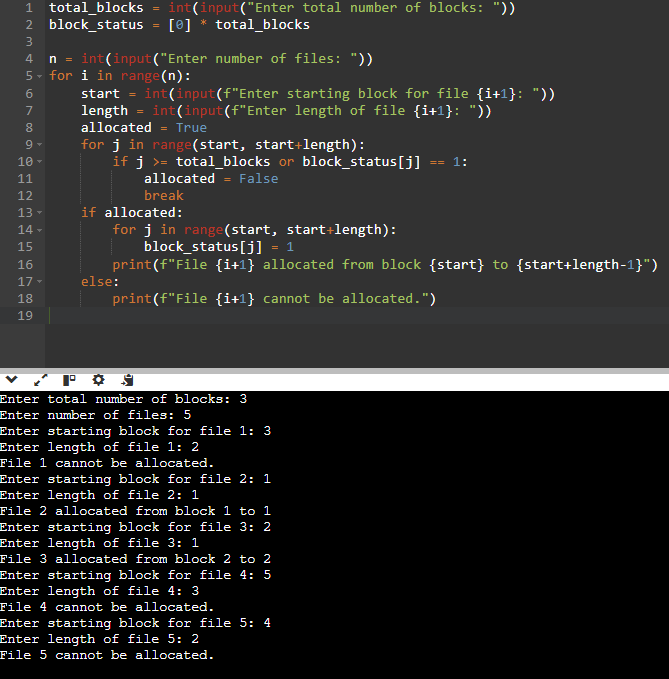 1 total_blocks = int(input("Enter total number of blocks: "))
2 block_status = [0] * total_blocks
3
4 n = int(input("Enter number of files: "))
5 for i in range(n):
6     start = int(input(f"Enter starting block for file {i+1}: "))
7     length = int(input(f"Enter length of file {i+1}: "))
8     allocated = True
9     for j in range(start, start+length):
10         if j >= total_blocks or block_status[j] == 1:
11             allocated = False
12             break
13     if allocated:
14         for j in range(start, start+length):
15             block_status[j] = 1
16         print(f"File {i+1} allocated from block {start} to {start+length-1}")
17     else:
18         print(f"File {i+1} cannot be allocated.")
19
Enter total number of blocks: 3
Enter number of files: 5
Enter starting block for file 1: 3
Enter length of file 1: 2
File 1 cannot be allocated.
Enter starting block for file 2: 1
Enter length of file 2: 1
File 2 allocated from block 1 to 1
Enter starting block for file 3: 2
Enter length of file 3: 1
File 3 allocated from block 2 to 2
Enter starting block for file 4: 5
Enter length of file 4: 3
File 4 cannot be allocated.
Enter starting block for file 5: 4
Enter length of file 5: 2
File 5 cannot be allocated.